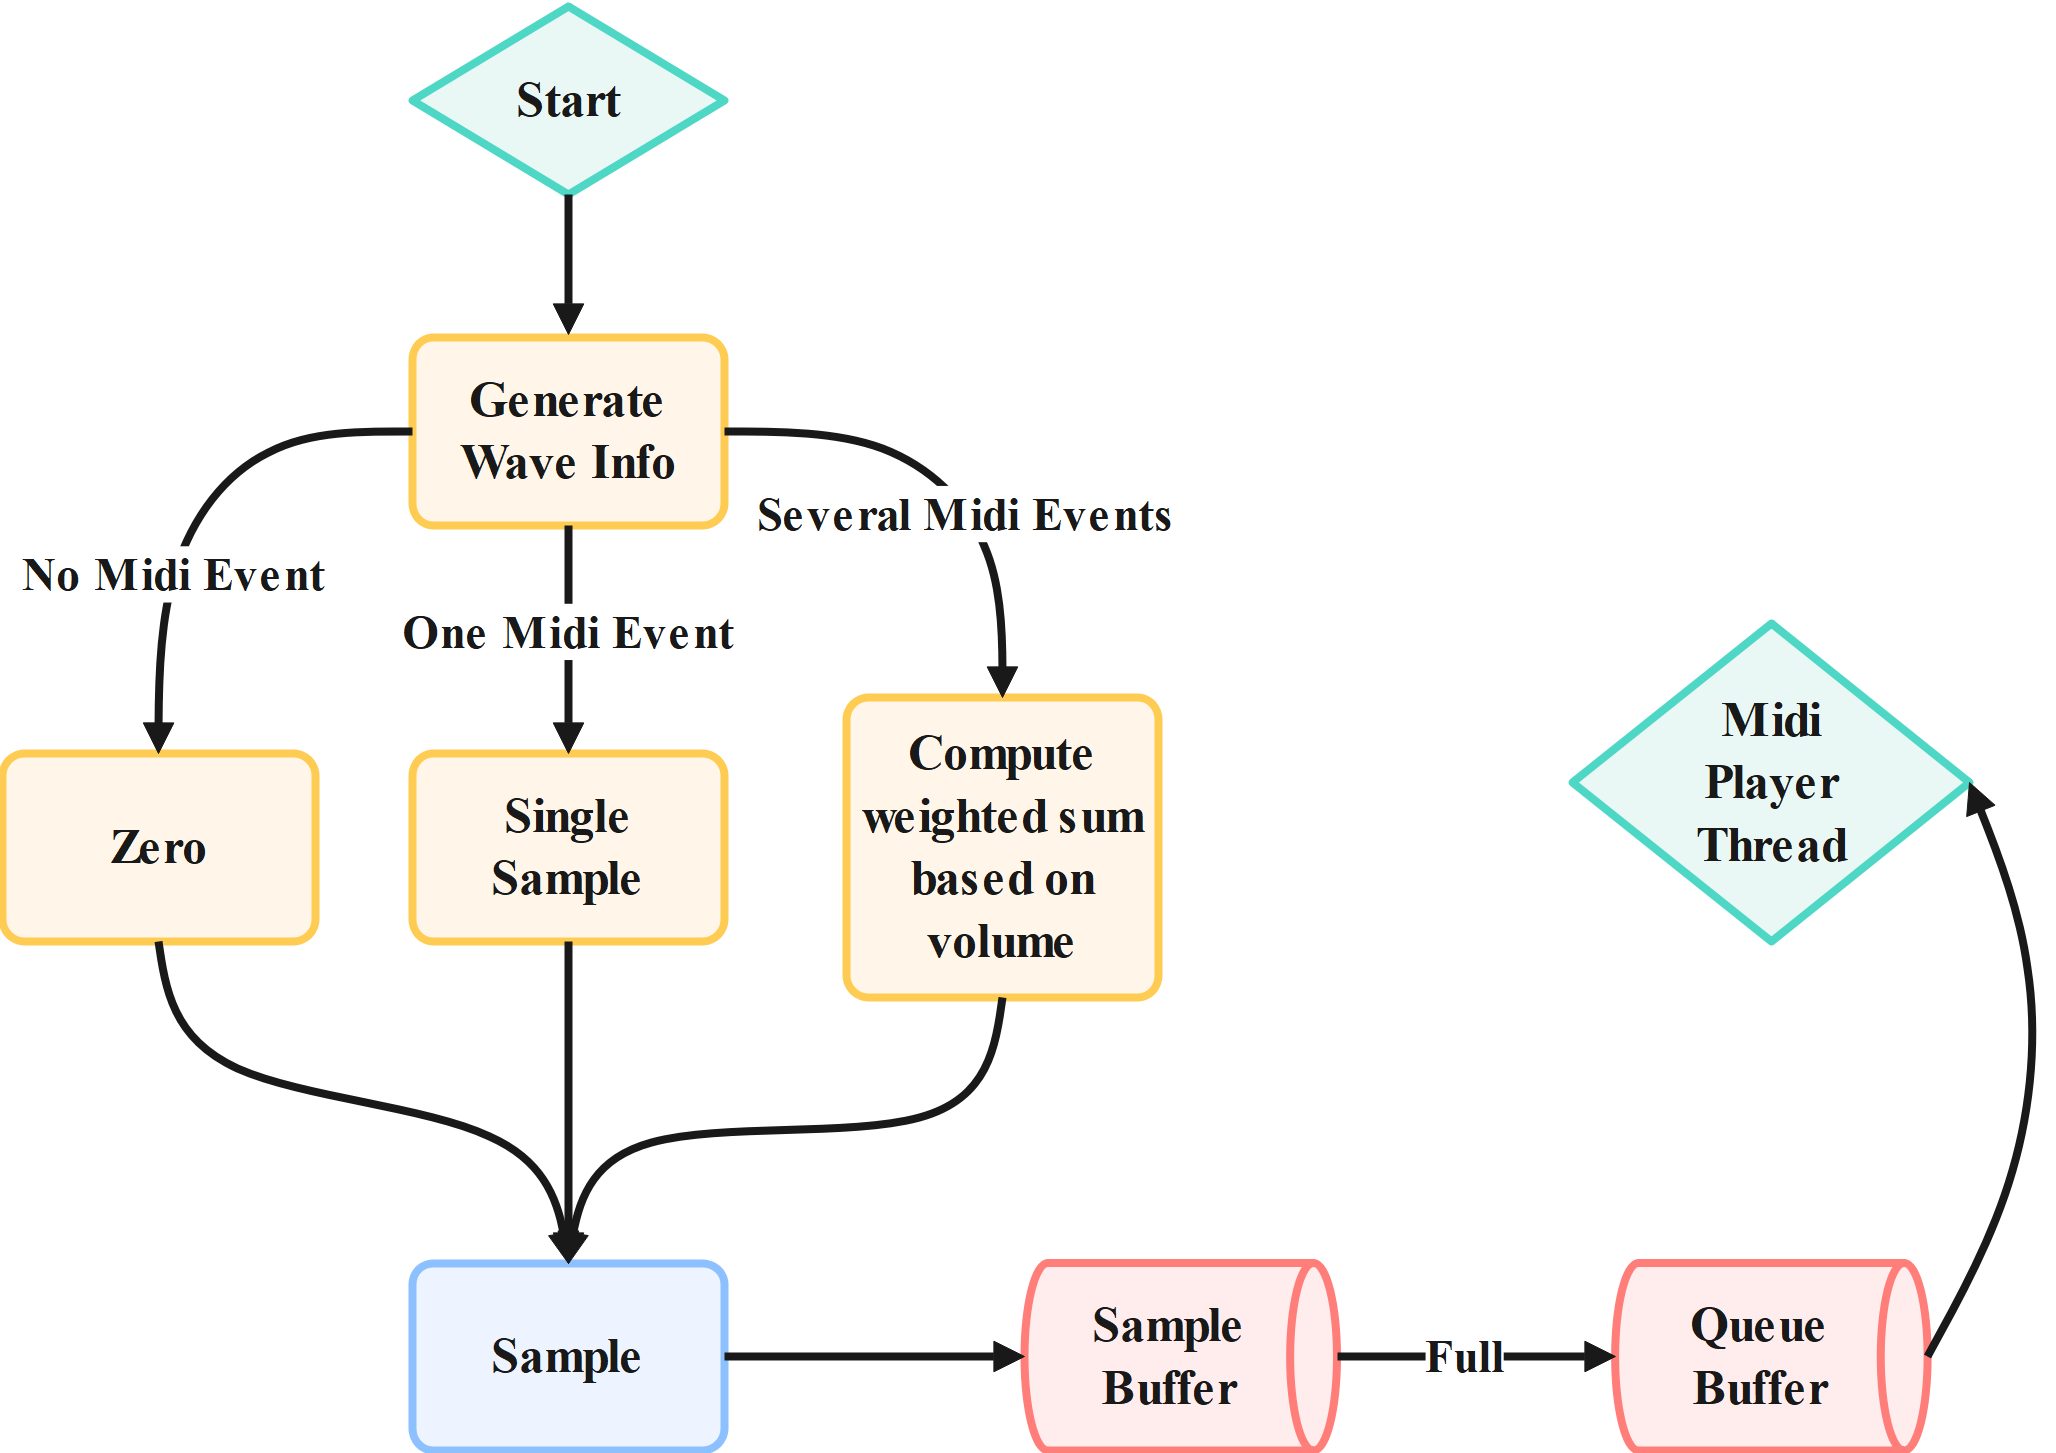 Start
Generate
Wave Info
Several Midi Events
No Midi Event
One Midi Event
Zero
Single
Sample
Compute
weighted sum
based on
volume
Midi
Player
Thread
Sample
Sample
Buffer
Full
Queue
Buffer